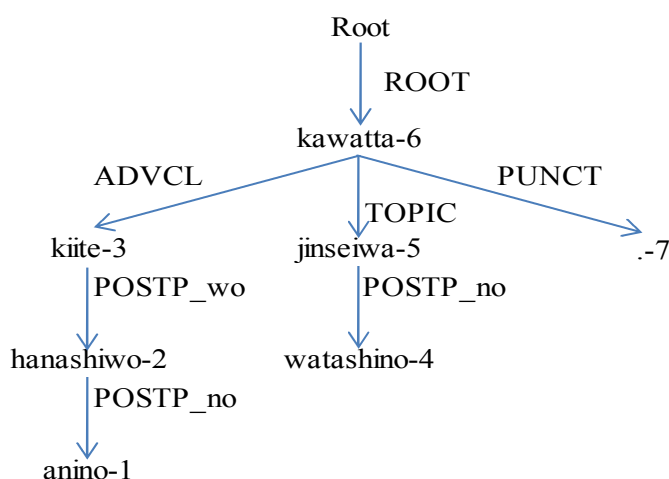 Root
ROOT
kawatta-6
ADVCL
TOPIC
PUNCT
kiite-3
jinseiwa-5
.-7
POSTP_wo
POSTP_no
hanashiwo-2
watashino-4
POSTP_no
anino-1